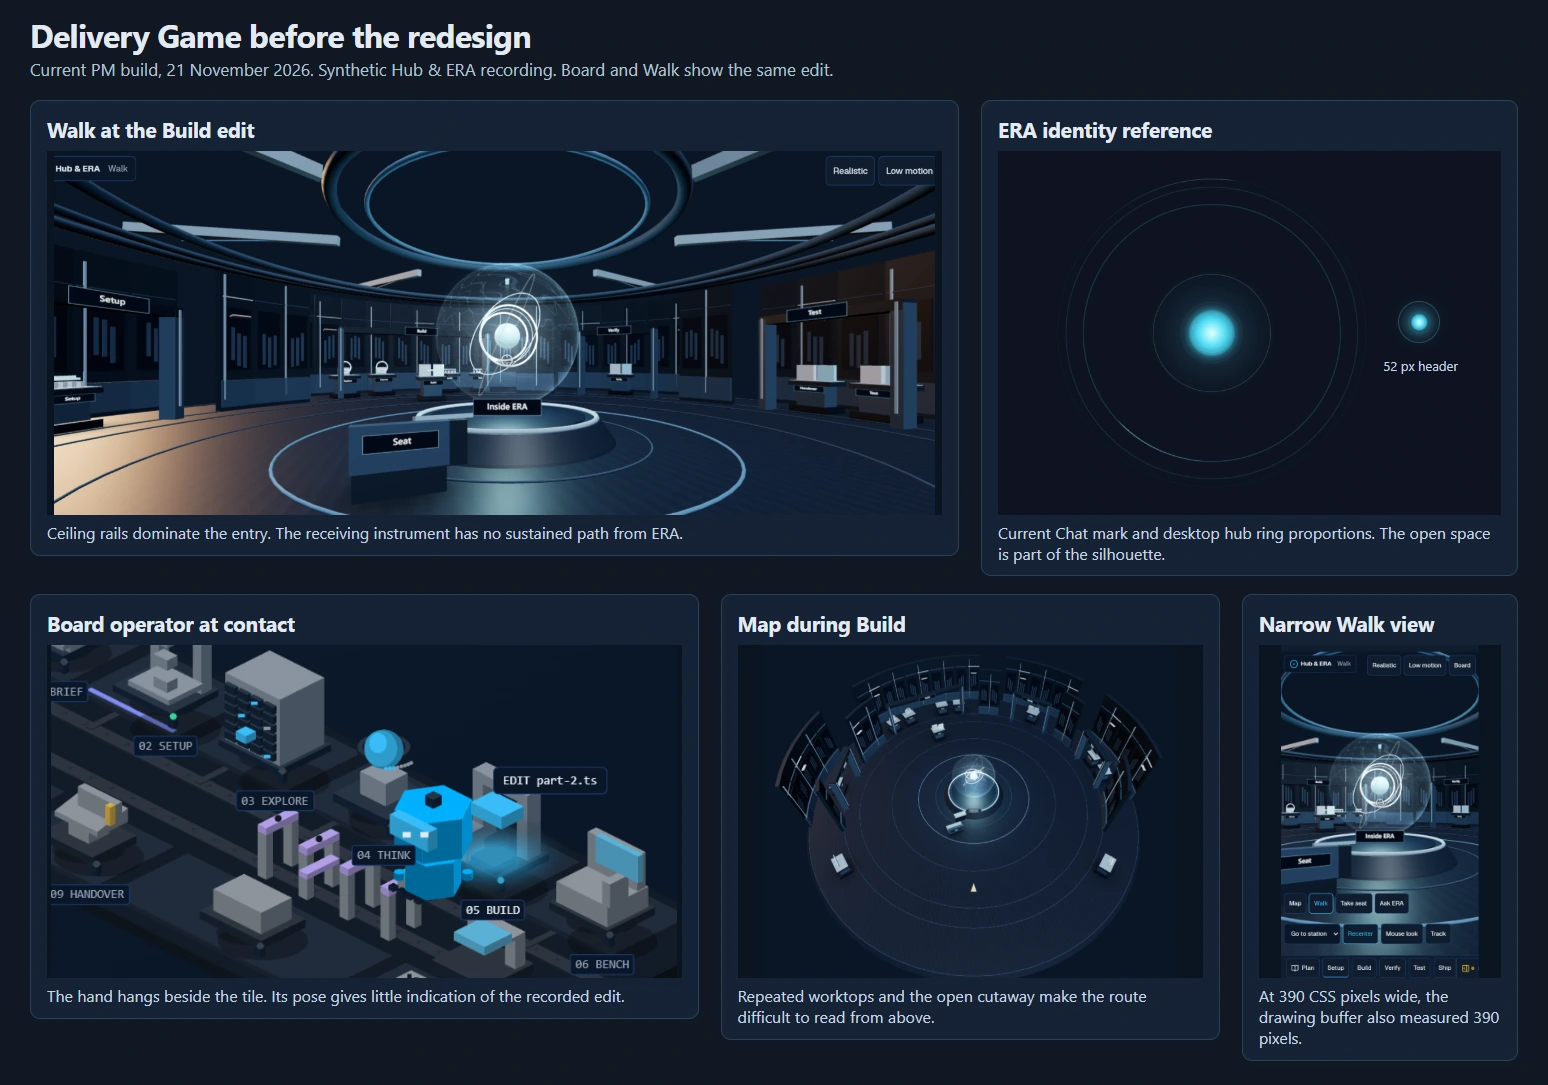 Delivery Game before the redesign
Current PM build, 21 November 2026. Synthetic Hub & ERA recording. Board and Walk show the same edit.
Walk at the Build edit
Hub & ERA Walk
Realistic
Low motion
Setup
Build
Verify
Test
Setup
Test
Inside ERA
Seat
Ceiling rails dominate the entry. The receiving instrument has no sustained path from ERA.
ERA identity reference
52 px header
Current Chat mark and desktop hub ring proportions. The open space
is part of the silhouette.
Board operator at contact
BRIEF
02 SETUP
EDIT part-2.ts
03 EXPLORE
04 THINK
09 HANDOVER
05 BUILD
06 BENCH
The hand hangs beside the tile. Its pose gives little indication of the recorded edit.
Map during Build
Repeated worktops and the open cutaway make the route
difficult to read from above.
Narrow Walk view
Hub & ERA Walk
Realistic
Low motion
Board
Inside ERA
Seat
Map
Walk
Take seat
Ask ERA
Go to station
Recenter
Mouse look
Track
Plan
Setup
Build
Verify
Test
Ship
At 390 CSS pixels wide, the
drawing buffer also measured 390
pixels.